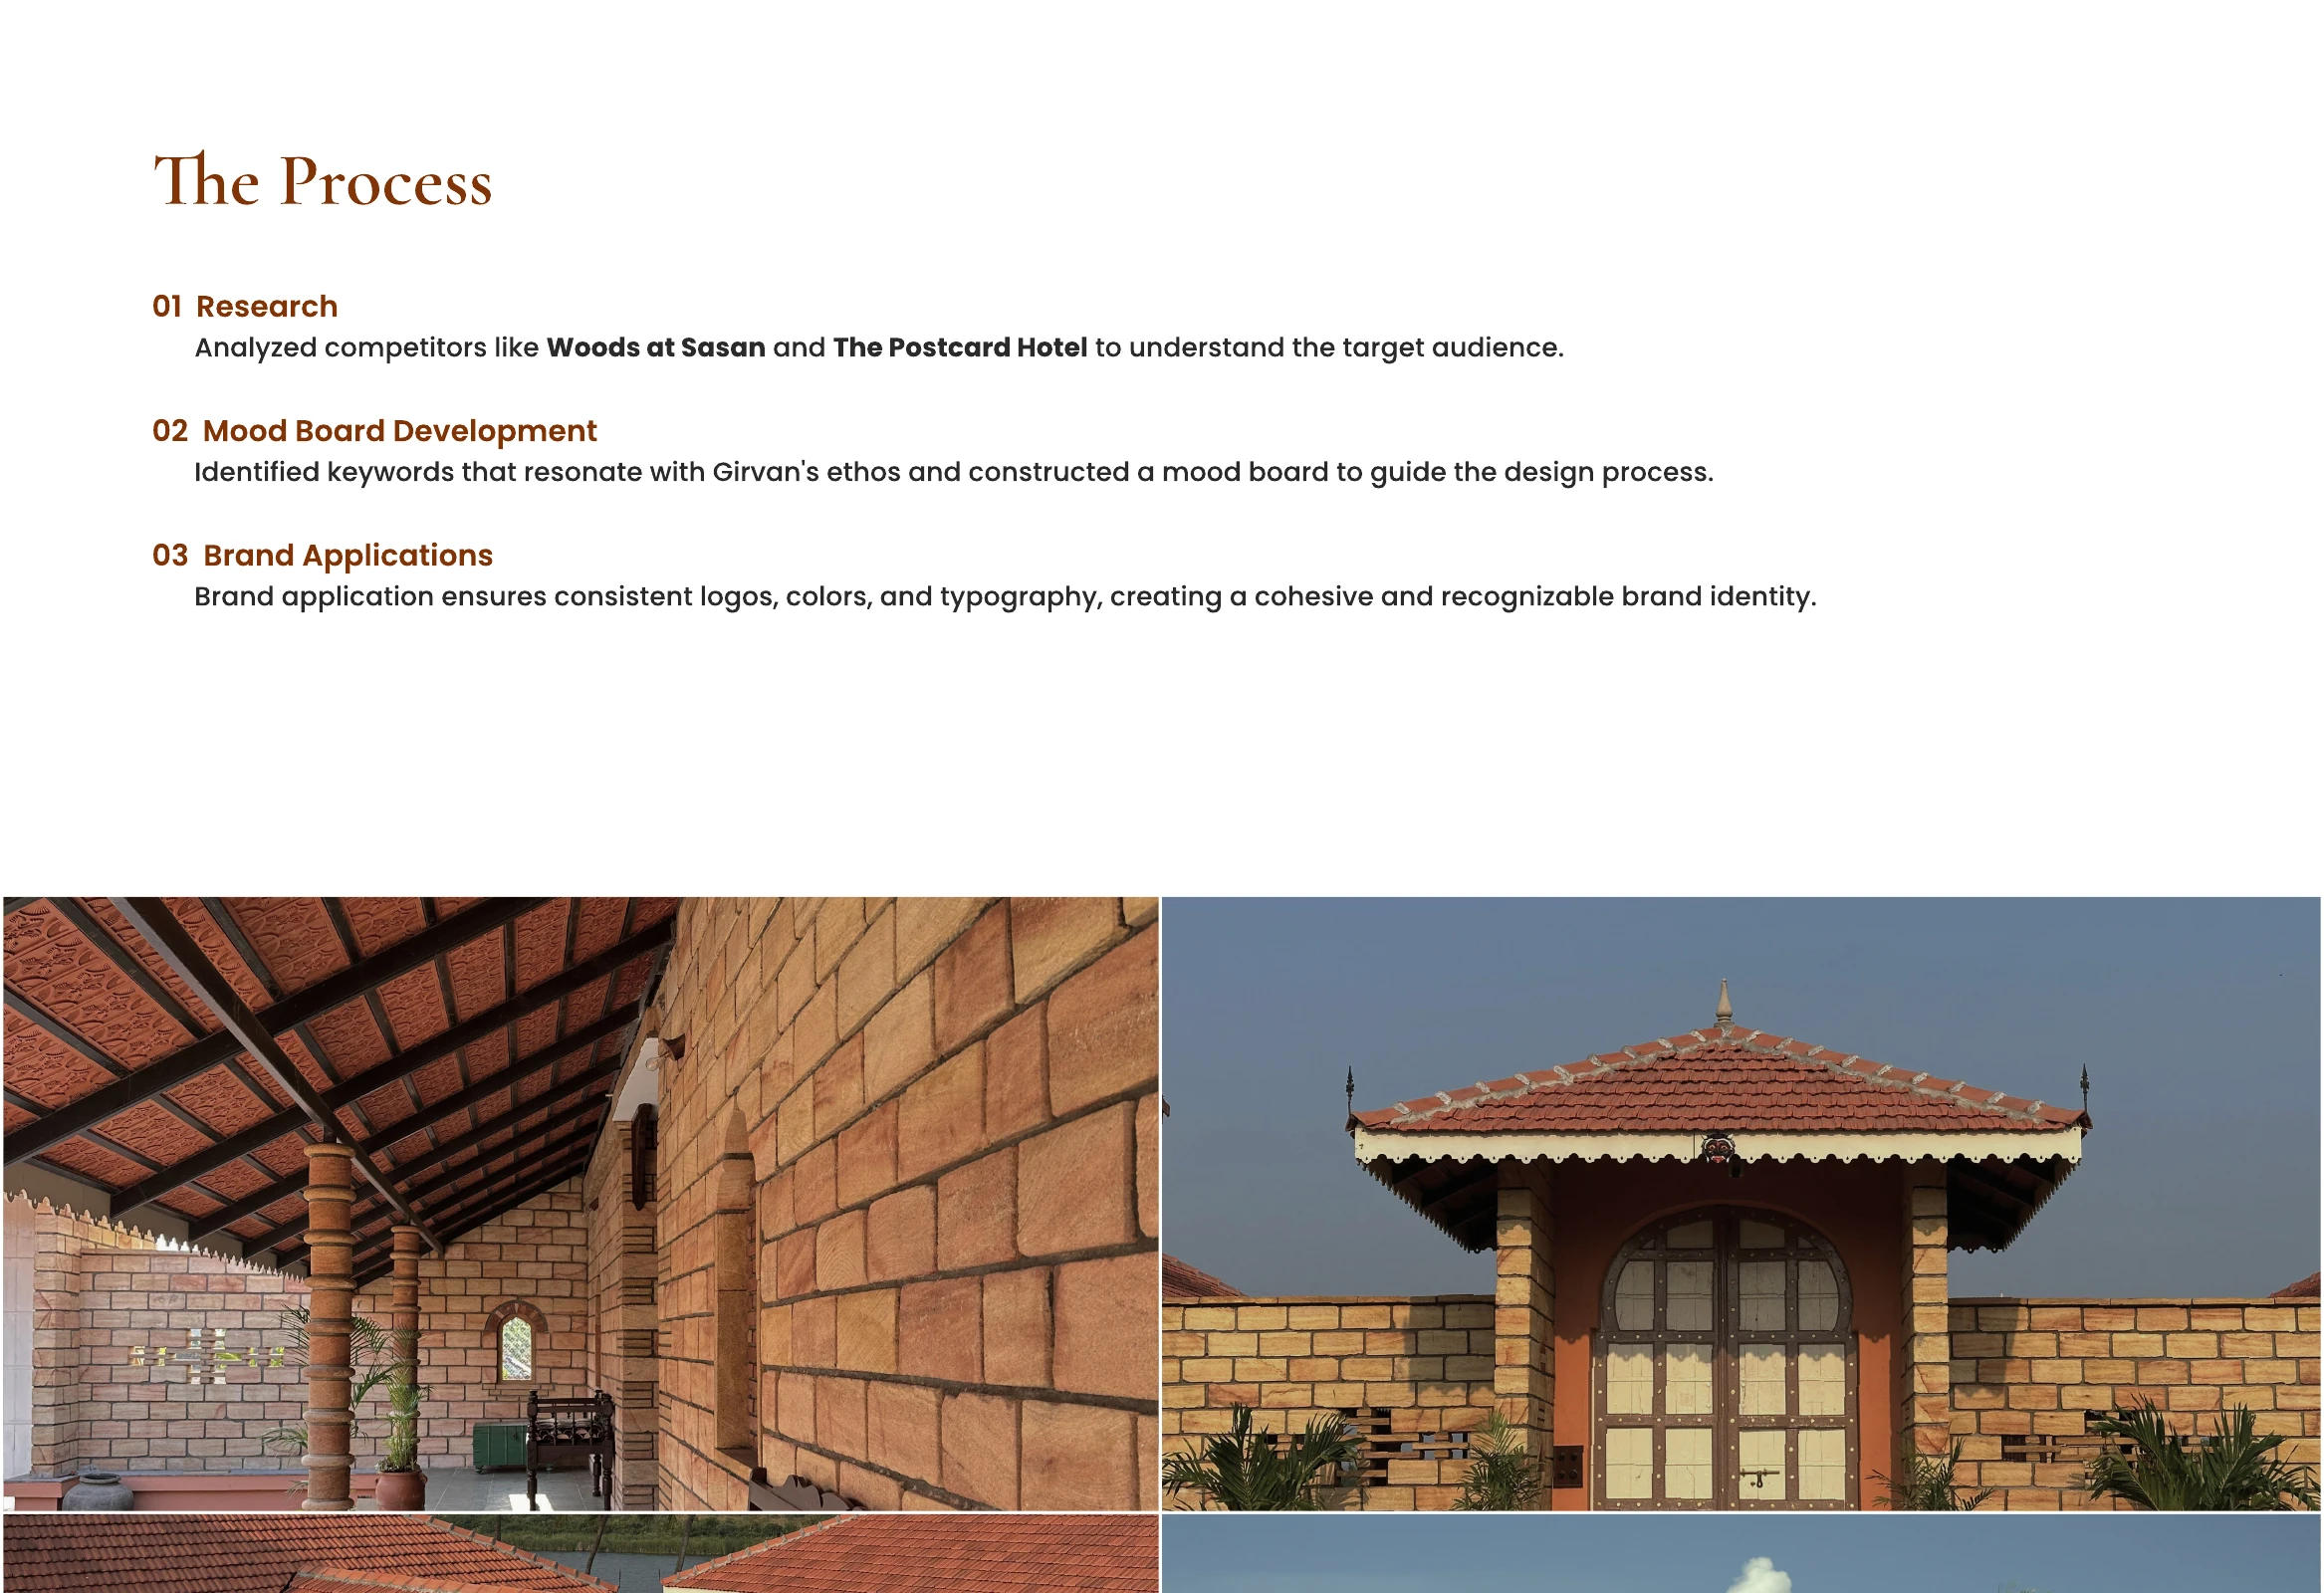 The Process
01 Research
Analyzed competitors like Woods at Sasan and The Postcard Hotel to understand the target audience.
02 Mood Board Development
Identified keywords that resonate with Girvan's ethos and constructed a mood board to guide the design process.
03 Brand Applications
Brand application ensures consistent logos, colors, and typography, creating a cohesive and recognizable brand identity.